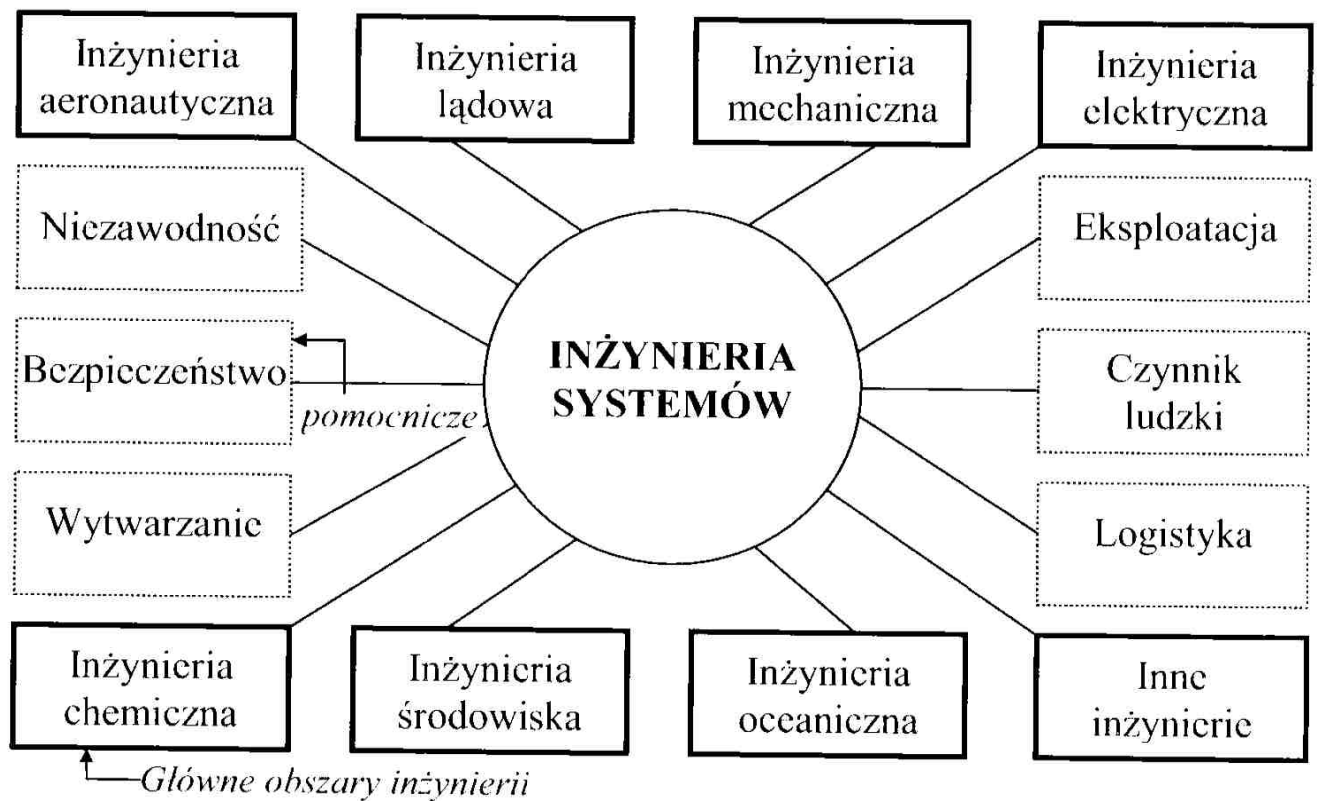 Inżynieria
aeronautyczna
Inżynieria
lądowa
Inżynieria
mechaniczna
Inżynieria
elektryczna
Niezawodność
Eksploatacja
Bezpieczeństwo
pomocnicze
INŻYNIERIA
SYSTEMÓW
Czynnik
ludzki
Wytwarzanie
Logistyka
Inżynieria
chemiczna
Inżynieria
środowiska
Inżynieria
oceaniczna
Inne
inżynierie
Główne obszary inżynierii